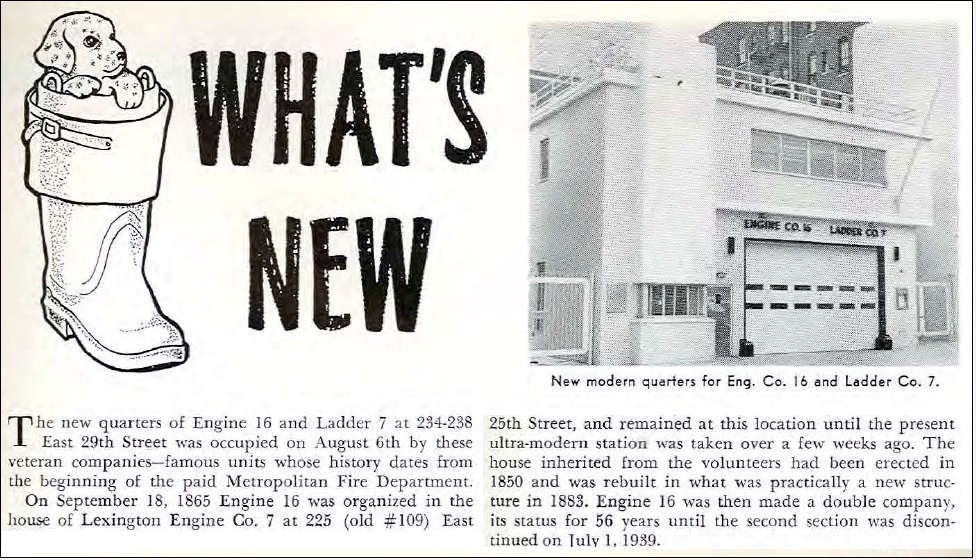 WHAT'S
NEW
ENGINE CO. 16 LADDER CO. 7
New modern quarters for Eng. Co. 16 and Ladder Co. 7.
The new quarters of Engine 16 and Ladder 7 at 234-238
East 29th Street was occupied on August 6th by these
veteran companies—famous units whose history dates from
the beginning of the paid Metropolitan Fire Department.
On September 18, 1865 Engine 16 was organized in the
house of Lexington Engine Co. 7 at 225 (old #109) East
25th Street, and remained at this location until the present
ultra-modern station was taken over a few weeks ago. The
house inherited from the volunteers had been erected in
1850 and was rebuilt in what was practically a new struc-
ture in 1883. Engine 16 was then made a double company,
its status for 56 years until the second section was discon-
tinued on July 1, 1939.